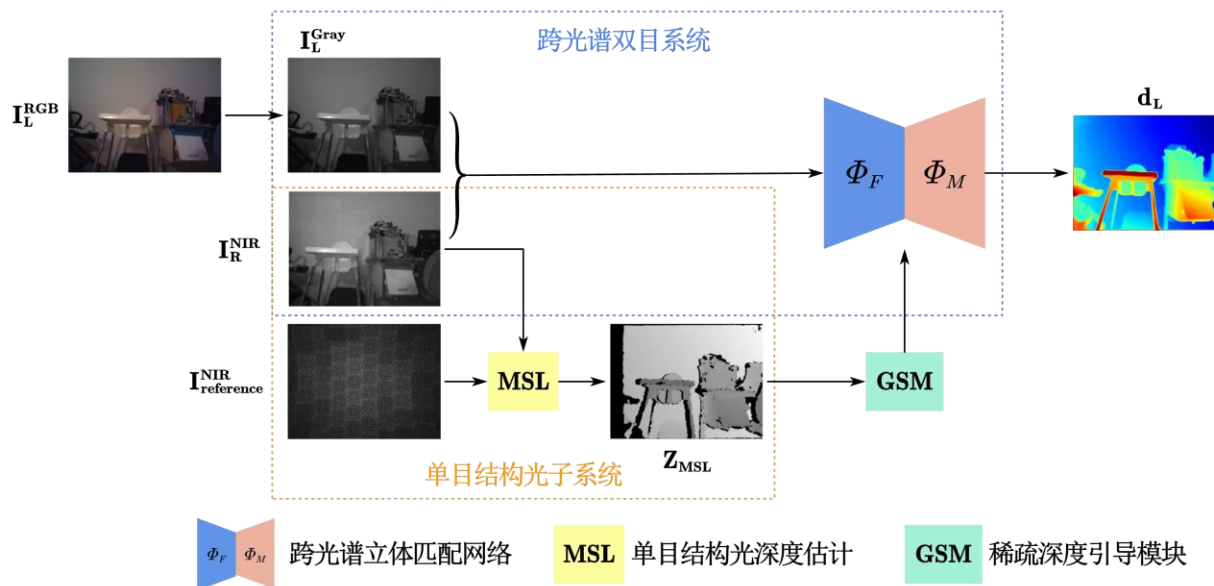 跨光谱双目系统
I_L^Gray
I_L^RGB
d_L
Φ_F Φ_M
I_R^NIR
I_reference^NIR
MSL
GSM
Z_MSL
单目结构光子系统
Φ_F Φ_M 跨光谱立体匹配网络 MSL 单目结构光深度估计 GSM 稀疏深度引导模块